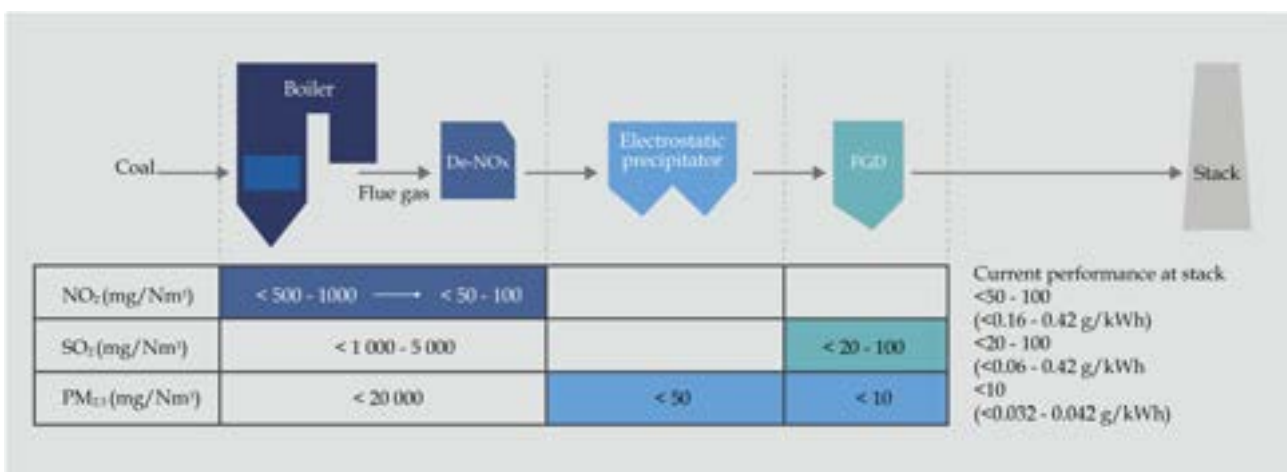 Boiler
Coal
De-NOx
Electrostatic
precipitator
FGD
Stack
Flue gas
NO₂(mg/Nm³) < 500 - 1000 < 50 - 100
SO₂(mg/Nm³) < 1 000 - 5 000 < 20 - 100
PM₂.₅(mg/Nm³) < 20 000 < 50 < 10
Current performance at stack
<50 - 100
(<0.16 - 0.42 g/kWh)
<20 - 100
(<0.06 - 0.42 g/kWh
<10
(<0.032 - 0.042 g/kWh)